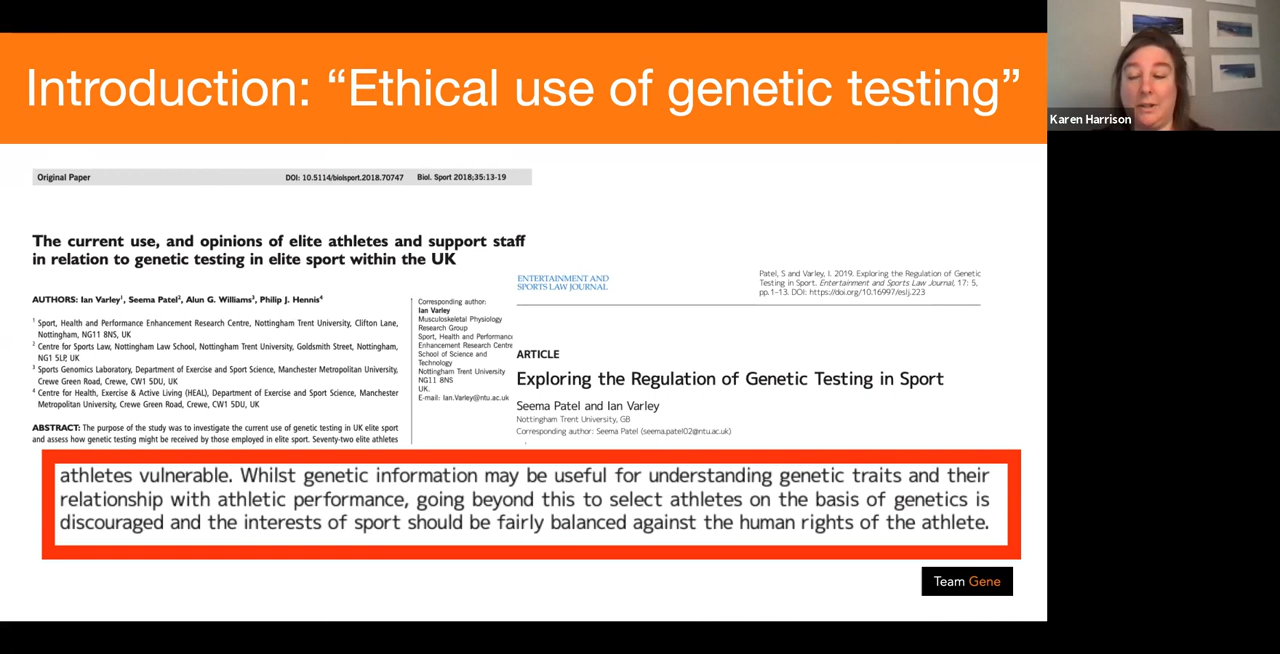 Introduction: “Ethical use of genetic testing”
Karen Harrison
Original Paper DOI: 10.5114/biolsport.2018.70747 Biol. Sport 2018;35:13-19
The current use, and opinions of elite athletes and support staff
in relation to genetic testing in elite sport within the UK
AUTHORS: Ian Varley1, Seema Patel2, Alun G. Williams3, Philip J. Hennis4
1 Sport, Health and Performance Enhancement Research Centre, Nottingham Trent University, Clifton Lane,
Nottingham, NG11 8NS, UK
2 Centre for Sports Law, Nottingham Law School, Nottingham Trent University, Goldsmith Street, Nottingham,
NG1 5LP, UK
3 Sports Genomics Laboratory, Department of Exercise and Sport Science, Manchester Metropolitan University,
Crewe Green Road, Crewe, CW1 5DU, UK
4 Centre for Health, Exercise & Active Living (HEAL), Department of Exercise and Sport Science, Manchester
Metropolitan University, Crewe Green Road, Crewe, CW1 5DU, UK
ABSTRACT: The purpose of the study was to investigate the current use of genetic testing in UK elite sport
and assess how genetic testing might be received by those employed in elite sport. Seventy-two elite athletes
Corresponding author:
Ian Varley
Musculoskeletal Physiology
Research Group
Sport, Health and Performance
Enhancement Research Centre
School of Science and
Technology
Nottingham Trent University
NG11 8NS
UK.
E-mail: Ian.Varley@ntu.ac.uk
ENTERTAINMENT AND
SPORTS LAW JOURNAL
Patel, S and Varley, I. 2019. Exploring the Regulation of Genetic
Testing in Sport. Entertainment and Sports Law Journal, 17: 5,
pp.1–13. DOI: https://doi.org/10.16997/eslj.223
ARTICLE
Exploring the Regulation of Genetic Testing in Sport
Seema Patel and Ian Varley
Nottingham Trent University, GB
Corresponding author: Seema Patel (seema.patel02@ntu.ac.uk)
athletes vulnerable. Whilst genetic information may be useful for understanding genetic traits and their
relationship with athletic performance, going beyond this to select athletes on the basis of genetics is
discouraged and the interests of sport should be fairly balanced against the human rights of the athlete.
Team Gene